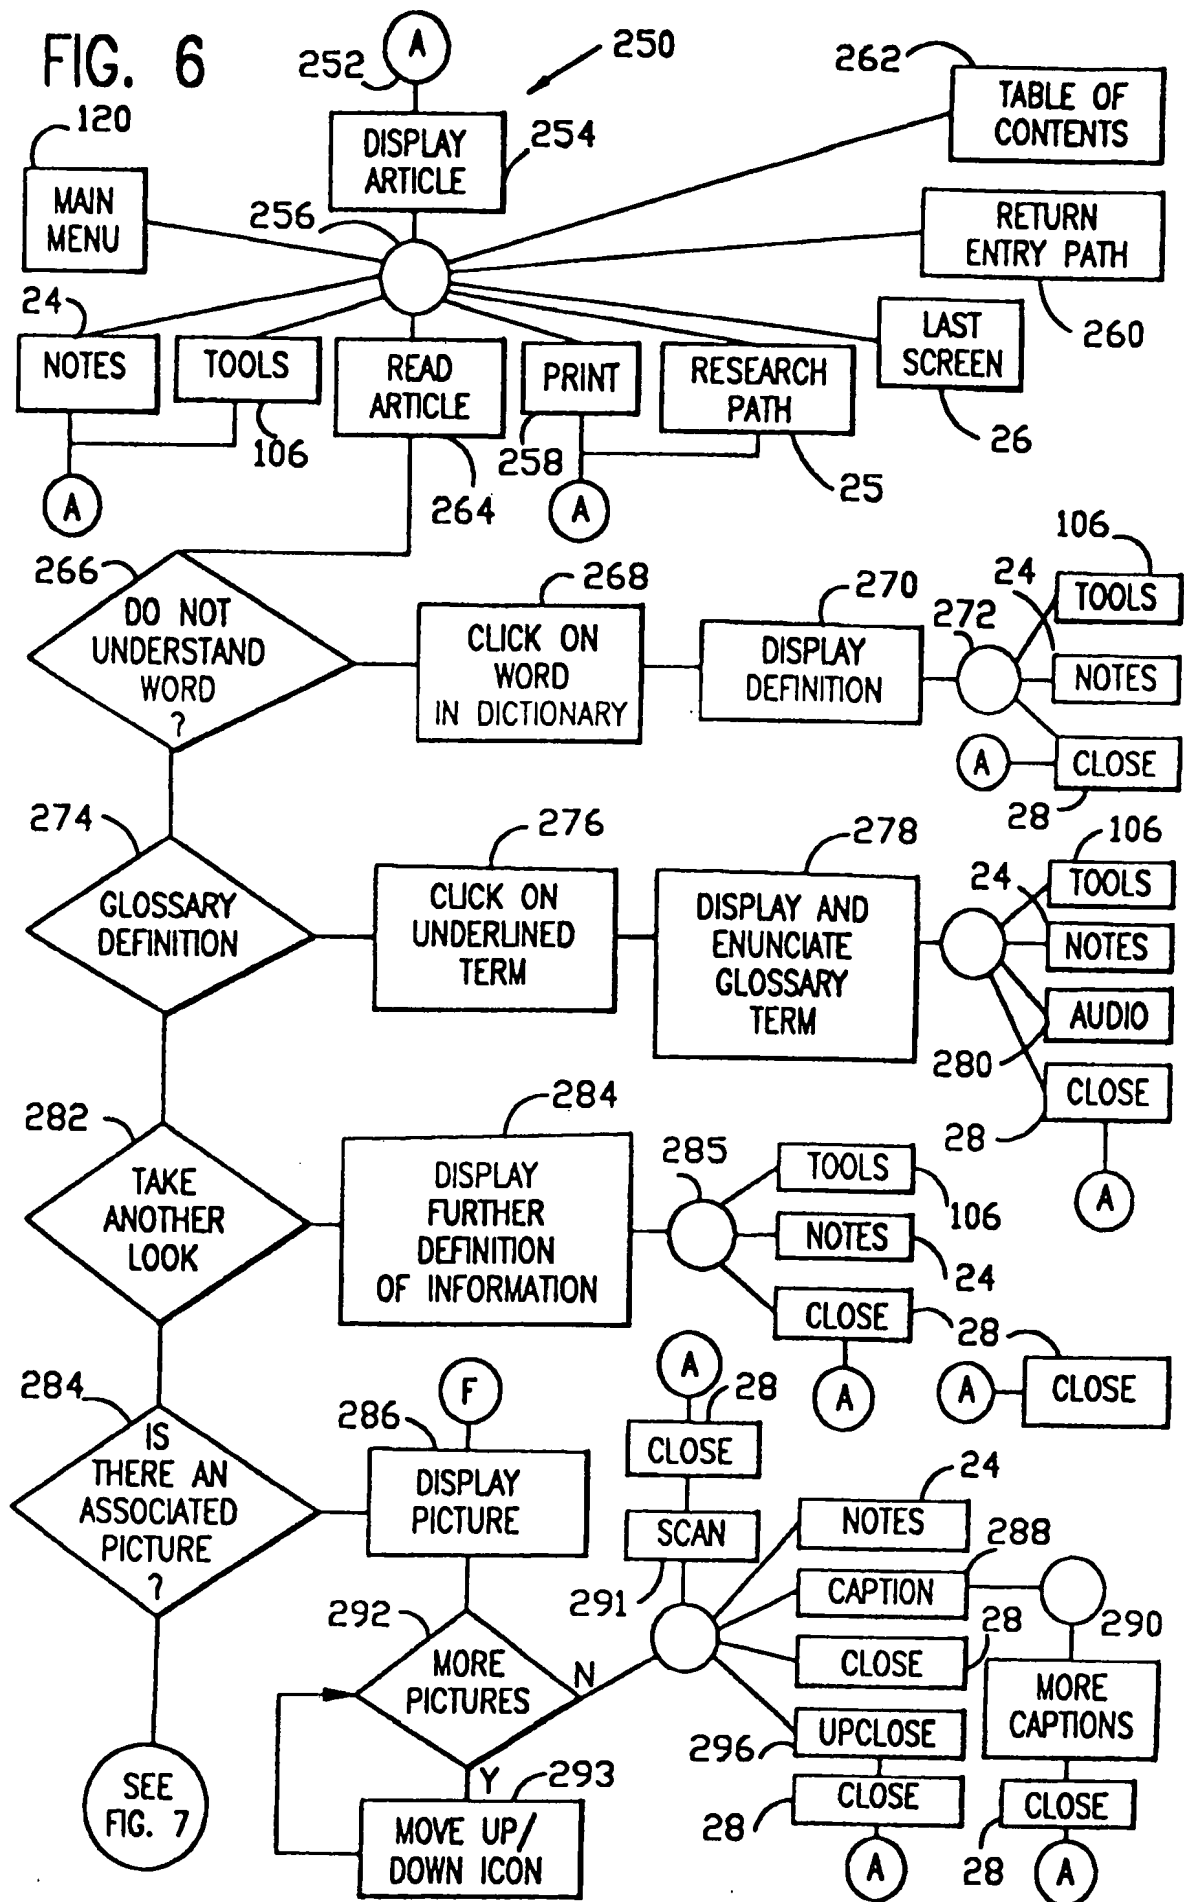 FIG. 6
A
252
250
262
TABLE OF
CONTENTS
120
DISPLAY
ARTICLE
254
MAIN
MENU
256
RETURN
ENTRY PATH
260
24
NOTES
TOOLS
106
READ
ARTICLE
264
PRINT
258
RESEARCH
PATH
25
LAST
SCREEN
26
A
A
266
DO NOT
UNDERSTAND
WORD
?
268
CLICK ON
WORD
IN DICTIONARY
270
DISPLAY
DEFINITION
272
24
106
TOOLS
NOTES
A
CLOSE
28
274
GLOSSARY
DEFINITION
276
CLICK ON
UNDERLINED
TERM
278
DISPLAY AND
ENUNCIATE
GLOSSARY
TERM
106
24
TOOLS
NOTES
AUDIO
280
CLOSE
28
A
282
TAKE
ANOTHER
LOOK
284
DISPLAY
FURTHER
DEFINITION
OF INFORMATION
285
TOOLS
106
NOTES
24
CLOSE
28
A
A
CLOSE
284
IS
THERE AN
ASSOCIATED
PICTURE
?
F
286
DISPLAY
PICTURE
A
28
CLOSE
SCAN
291
24
NOTES
288
CAPTION
290
28
CLOSE
MORE
CAPTIONS
292
MORE
PICTURES
N
Y
296
UPCLOSE
CLOSE
28
A
CLOSE
28
A
293
MOVE UP/
DOWN ICON
SEE
FIG. 7